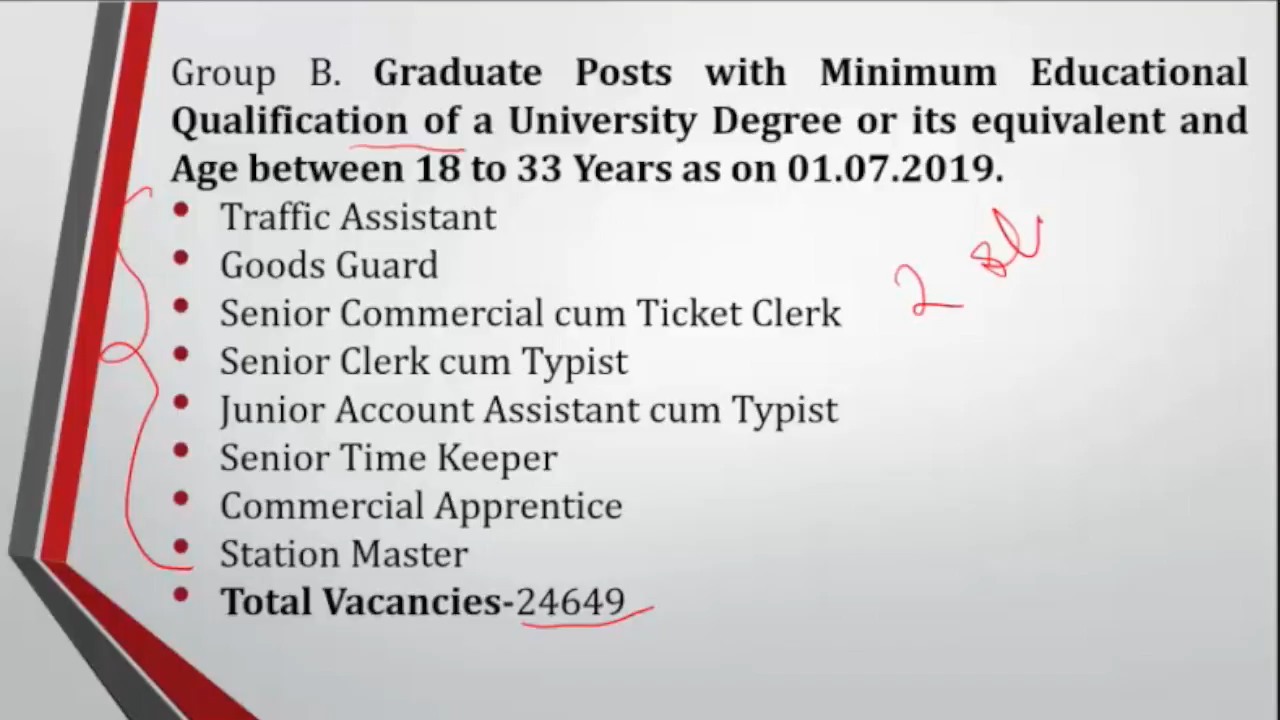 Group B. Graduate Posts with Minimum Educational
Qualification of a University Degree or its equivalent and
Age between 18 to 33 Years as on 01.07.2019.
• Traffic Assistant
• Goods Guard
• Senior Commercial cum Ticket Clerk
• Senior Clerk cum Typist
• Junior Account Assistant cum Typist
• Senior Time Keeper
• Commercial Apprentice
• Station Master
• Total Vacancies-24649
2